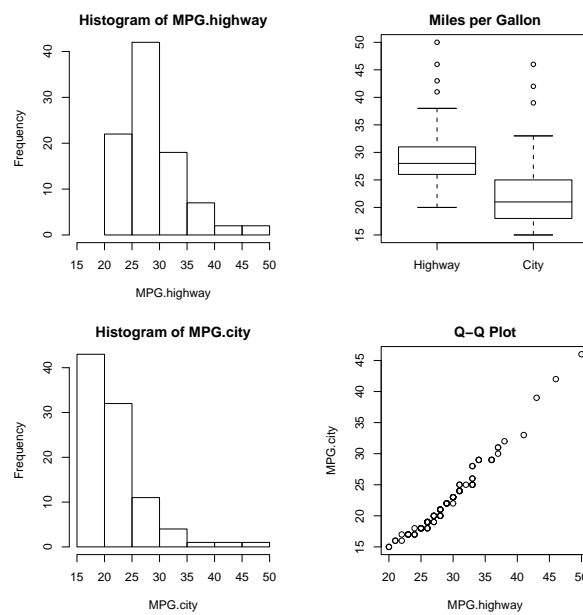 Histogram of MPG.highway
Frequency
0 10 20 30 40
15 20 25 30 35 40 45 50
MPG.highway
Miles per Gallon
15 20 25 30 35 40 45 50
Highway City
Histogram of MPG.city
Frequency
0 10 20 30 40
15 20 25 30 35 40 45 50
MPG.city
Q−Q Plot
MPG.city
15 20 25 30 35 40 45
20 25 30 35 40 45 50
MPG.highway